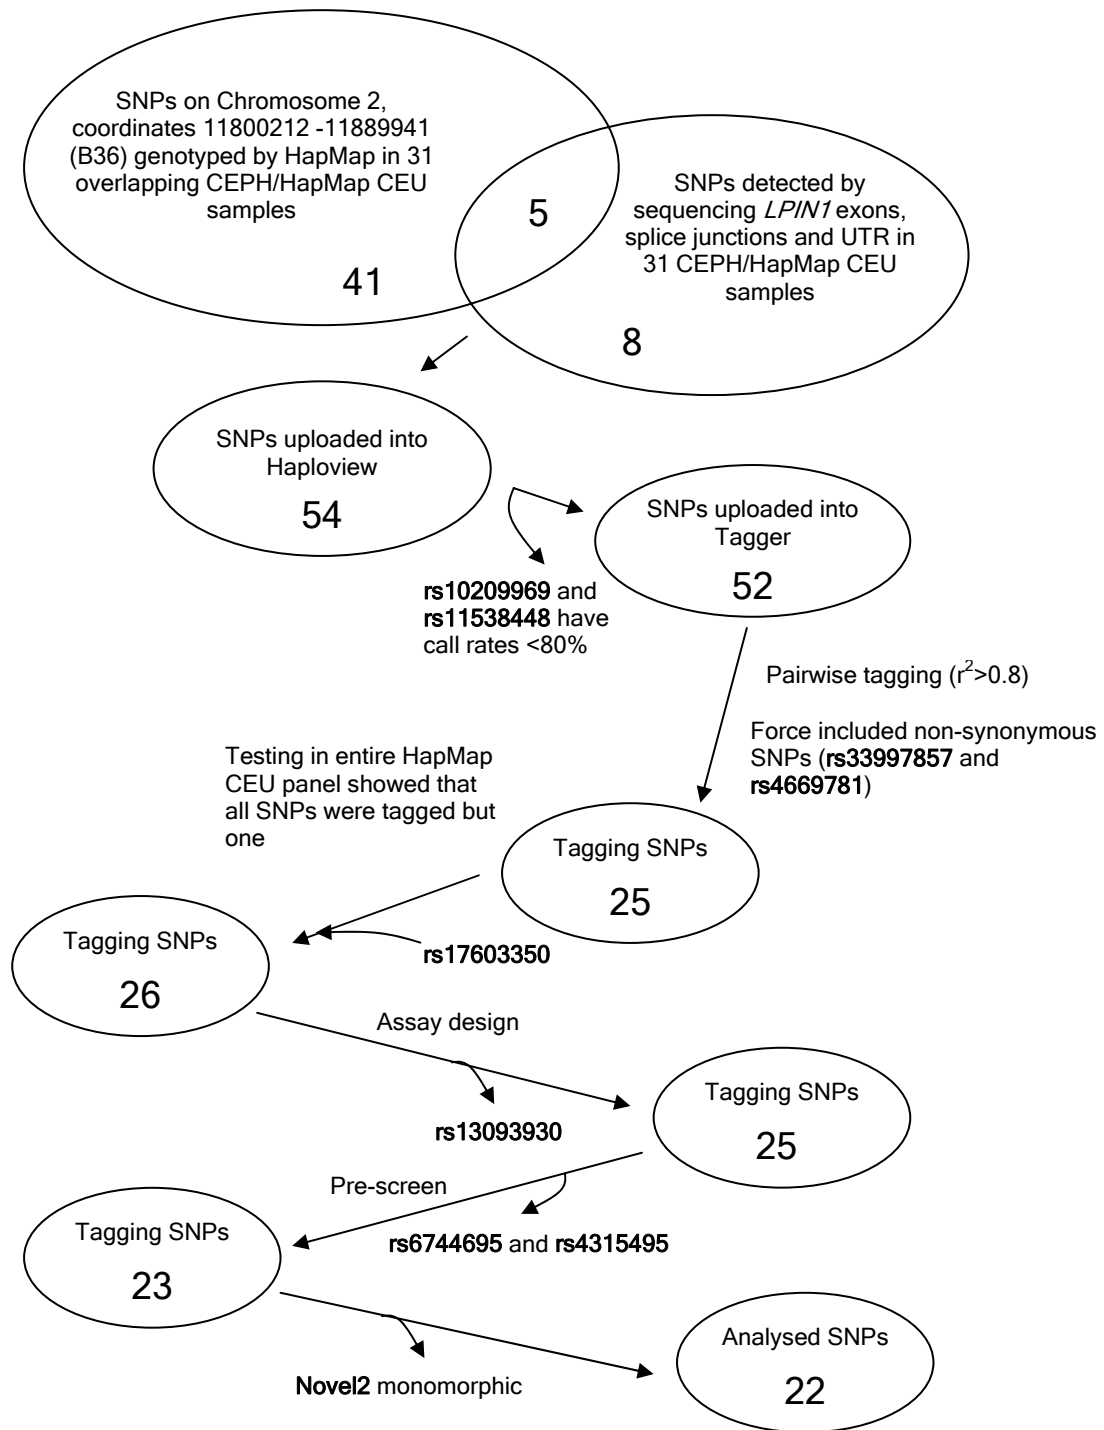 SNPs on Chromosome 2,
coordinates 11800212 -11889941
(B36) genotyped by HapMap in 31
overlapping CEPH/HapMap CEU
samples
41
5
SNPs detected by
sequencing LPIN1 exons,
splice junctions and UTR in
31 CEPH/HapMap CEU
samples
8
SNPs uploaded into
Haploview
54
SNPs uploaded into
Tagger
52
rs10209969 and
rs11538448 have
call rates <80%
Pairwise tagging (r²>0.8)
Force included non-synonymous
SNPs (rs33997857 and
rs4669781)
Testing in entire HapMap
CEU panel showed that
all SNPs were tagged but
one
Tagging SNPs
25
rs17603350
Tagging SNPs
26
Assay design
rs13093930
Tagging SNPs
25
Pre-screen
rs6744695 and rs4315495
Tagging SNPs
23
Novel2 monomorphic
Analysed SNPs
22